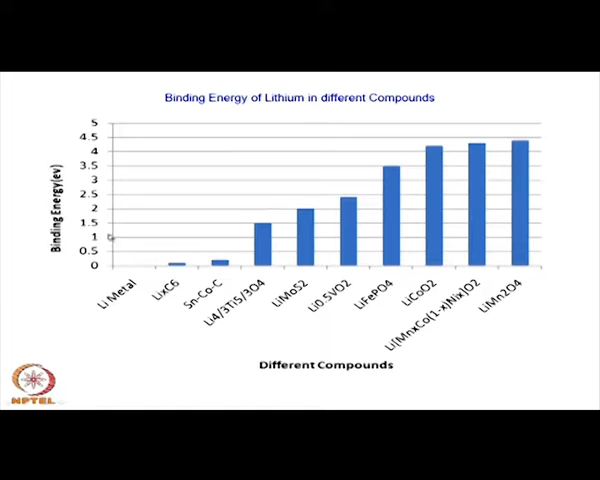 Binding Energy of Lithium in different Compounds
Binding Energy(ev)
5
4.5
4
3.5
3
2.5
2
1.5
1
0.5
0
Li Metal
LixC6
Sn-Co-C
Li4/3Ti5/3O4
LiMoS2
Li0.5VO2
LiFePO4
LiCoO2
Li(MnxCo(1-x)Nix)O2
LiMn2O4
Different Compounds
NPTEL